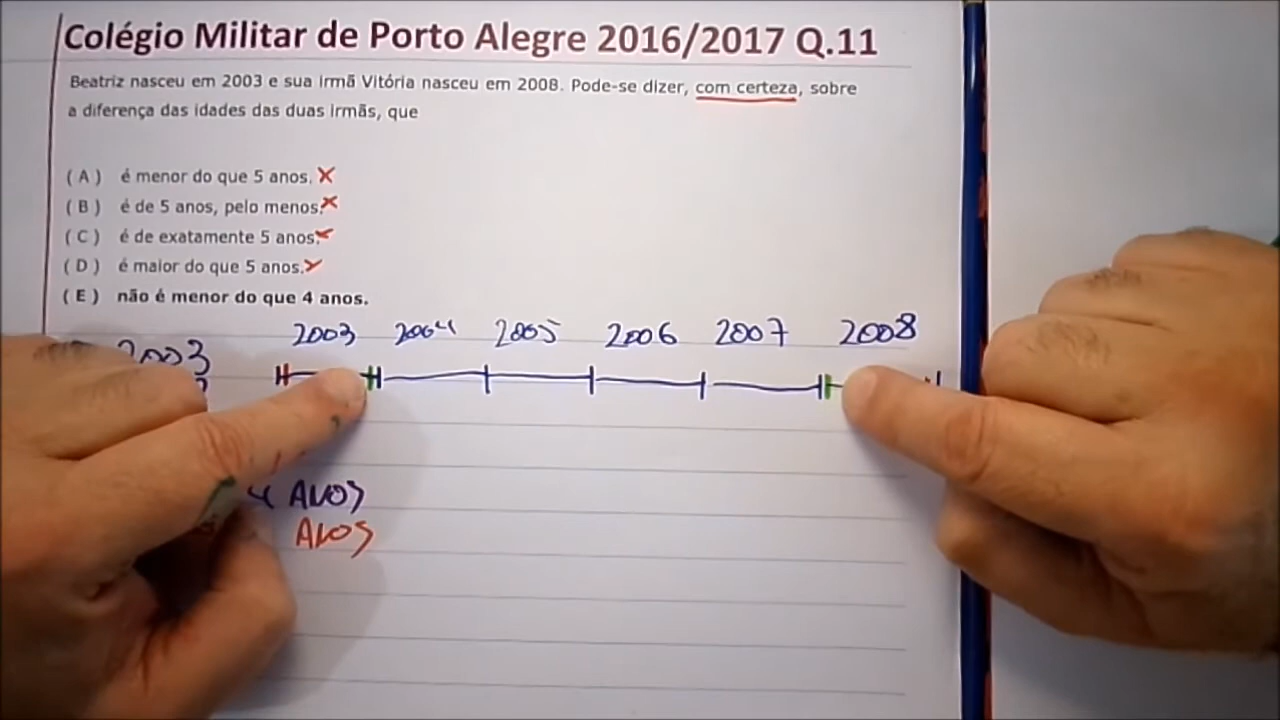 Colégio Militar de Porto Alegre 2016/2017 Q.11
Beatriz nasceu em 2003 e sua irmã Vitória nasceu em 2008. Pode-se dizer, com certeza, sobre
a diferença das idades das duas irmãs, que
( A ) é menor do que 5 anos.
( B ) é de 5 anos, pelo menos.
( C ) é de exatamente 5 anos.
( D ) é maior do que 5 anos.
( E ) não é menor do que 4 anos.
2003 2004 2005 2006 2007 2008
2003
4 ANOS
ANOS